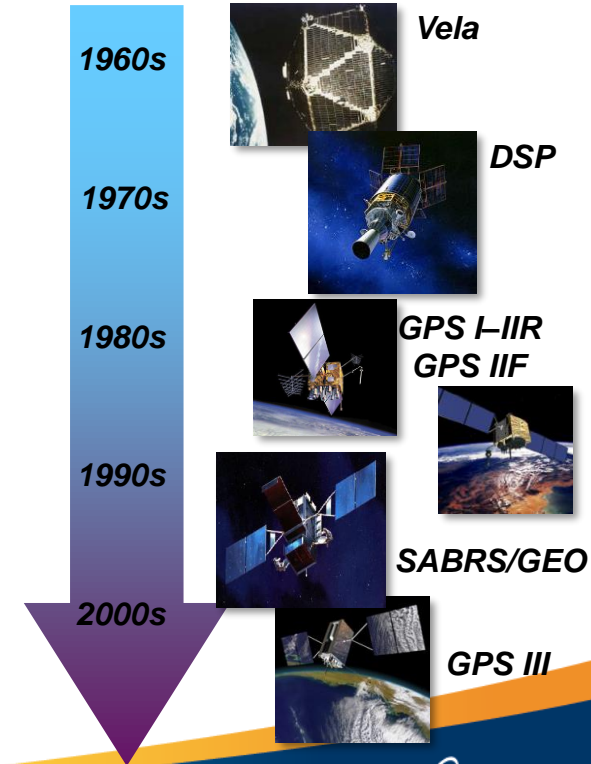 Vela
1960s
DSP
1970s
GPS I–IIR
1980s
GPS IIF
1990s
SABRS/GEO
2000s
GPS III